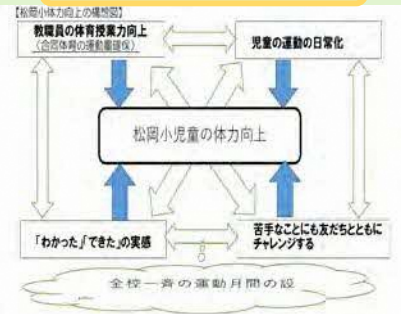 【松岡小体力向上の構想図】
教職員の体育授業力向上
(合同体育の運動量確保)
児童の運動の日常化
松岡小児童の体力向上
「わかった」「できた」の実感
苦手なことにも友だちとともに
チャレンジする
全校一斉の運動月間の設